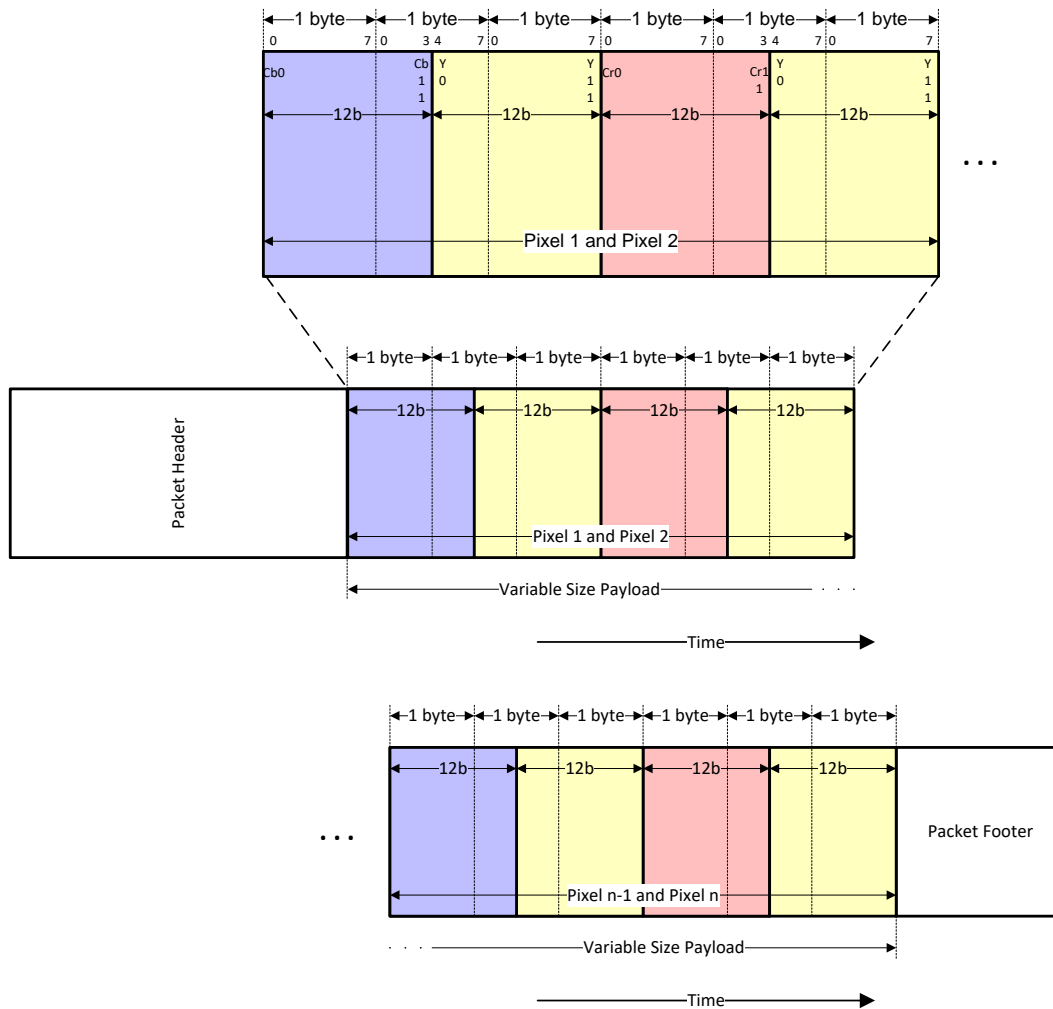 1 byte 1 byte 1 byte 1 byte 1 byte 1 byte
0 7 0 3 4 7 0 7 0 7 0 3 4 7 0 7
Cb0 Cb 11 Y0 Y11 Cr0 Cr1 1 Y0 Y11
12b 12b 12b 12b
...
Pixel 1 and Pixel 2
1 byte 1 byte 1 byte 1 byte 1 byte 1 byte
12b 12b 12b 12b
Packet Header
Pixel 1 and Pixel 2
Variable Size Payload . . .
Time
1 byte 1 byte 1 byte 1 byte 1 byte 1 byte
12b 12b 12b 12b
...
Packet Footer
Pixel n-1 and Pixel n
. . . Variable Size Payload
Time